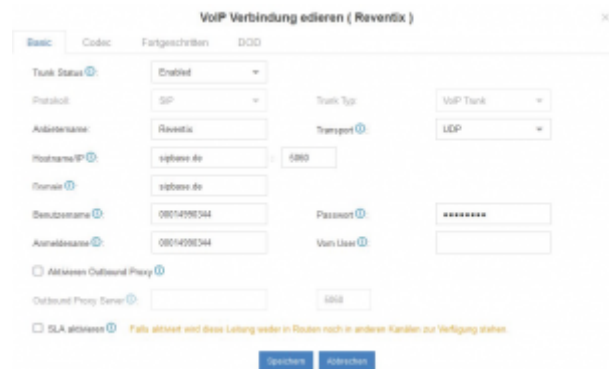 VoIP Verbindung edieren ( Reventix )
Basic Codec Fortgeschritten DOD
Trunk Status Enabled
Protokoll SIP Trunk Typ VoIP Trunk
Anbietername Reventix Transport UDP
Hostname/IP sipbase.de : 5060
Domain sipbase.de
Benutzername 08014990344 Passwort ••••••••
Anmeldename 08014990344 Vom User
Aktivieren Outbound Proxy
Outbound Proxy Server 5060
SLA aktivieren Falls aktiviert wird diese Leitung weder in Routen noch in anderen Kanälen zur Verfügung stehen
Speichern Abbrechen